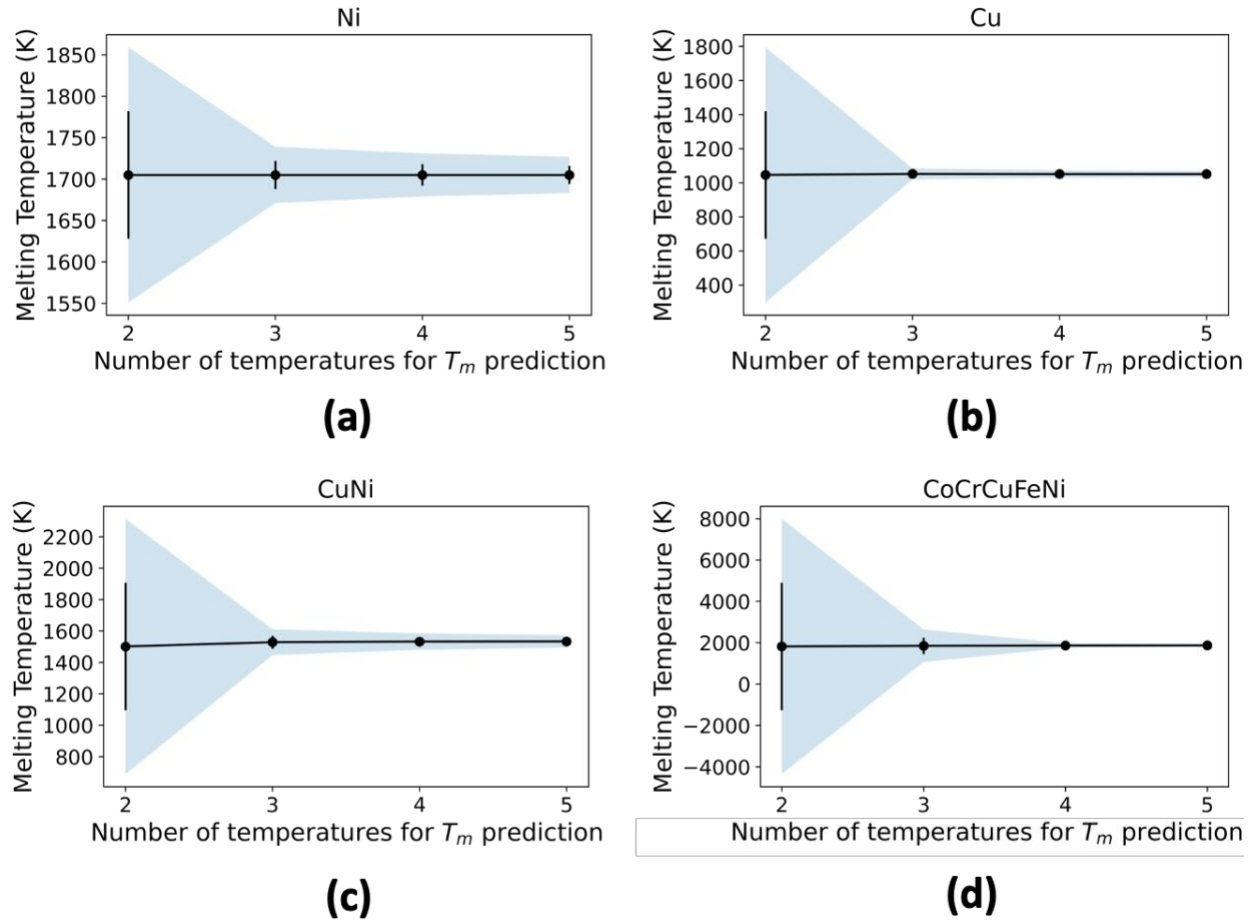 Ni
Melting Temperature (K)
1850
1800
1750
1700
1650
1600
1550
2 3 4 5
Number of temperatures for Tₘ prediction
(a)
Cu
Melting Temperature (K)
1800
1600
1400
1200
1000
800
600
400
2 3 4 5
Number of temperatures for Tₘ prediction
(b)
CuNi
Melting Temperature (K)
2200
2000
1800
1600
1400
1200
1000
800
2 3 4 5
Number of temperatures for Tₘ prediction
(c)
CoCrCuFeNi
Melting Temperature (K)
8000
6000
4000
2000
0
−2000
−4000
2 3 4 5
Number of temperatures for Tₘ prediction
(d)